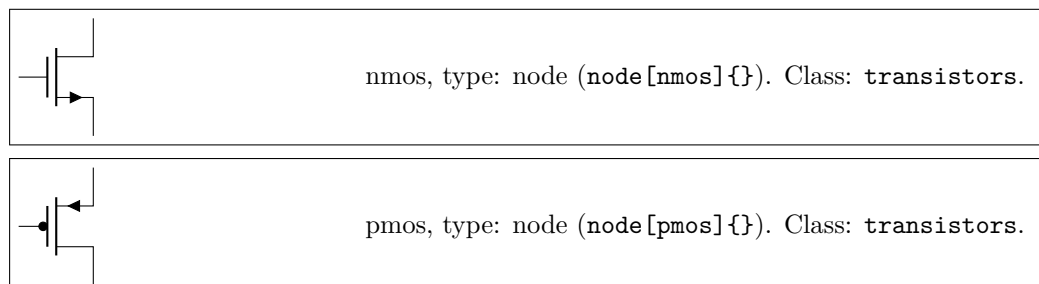 nmos, type: node (node[nmos]{}). Class: transistors.
pmos, type: node (node[pmos]{}). Class: transistors.